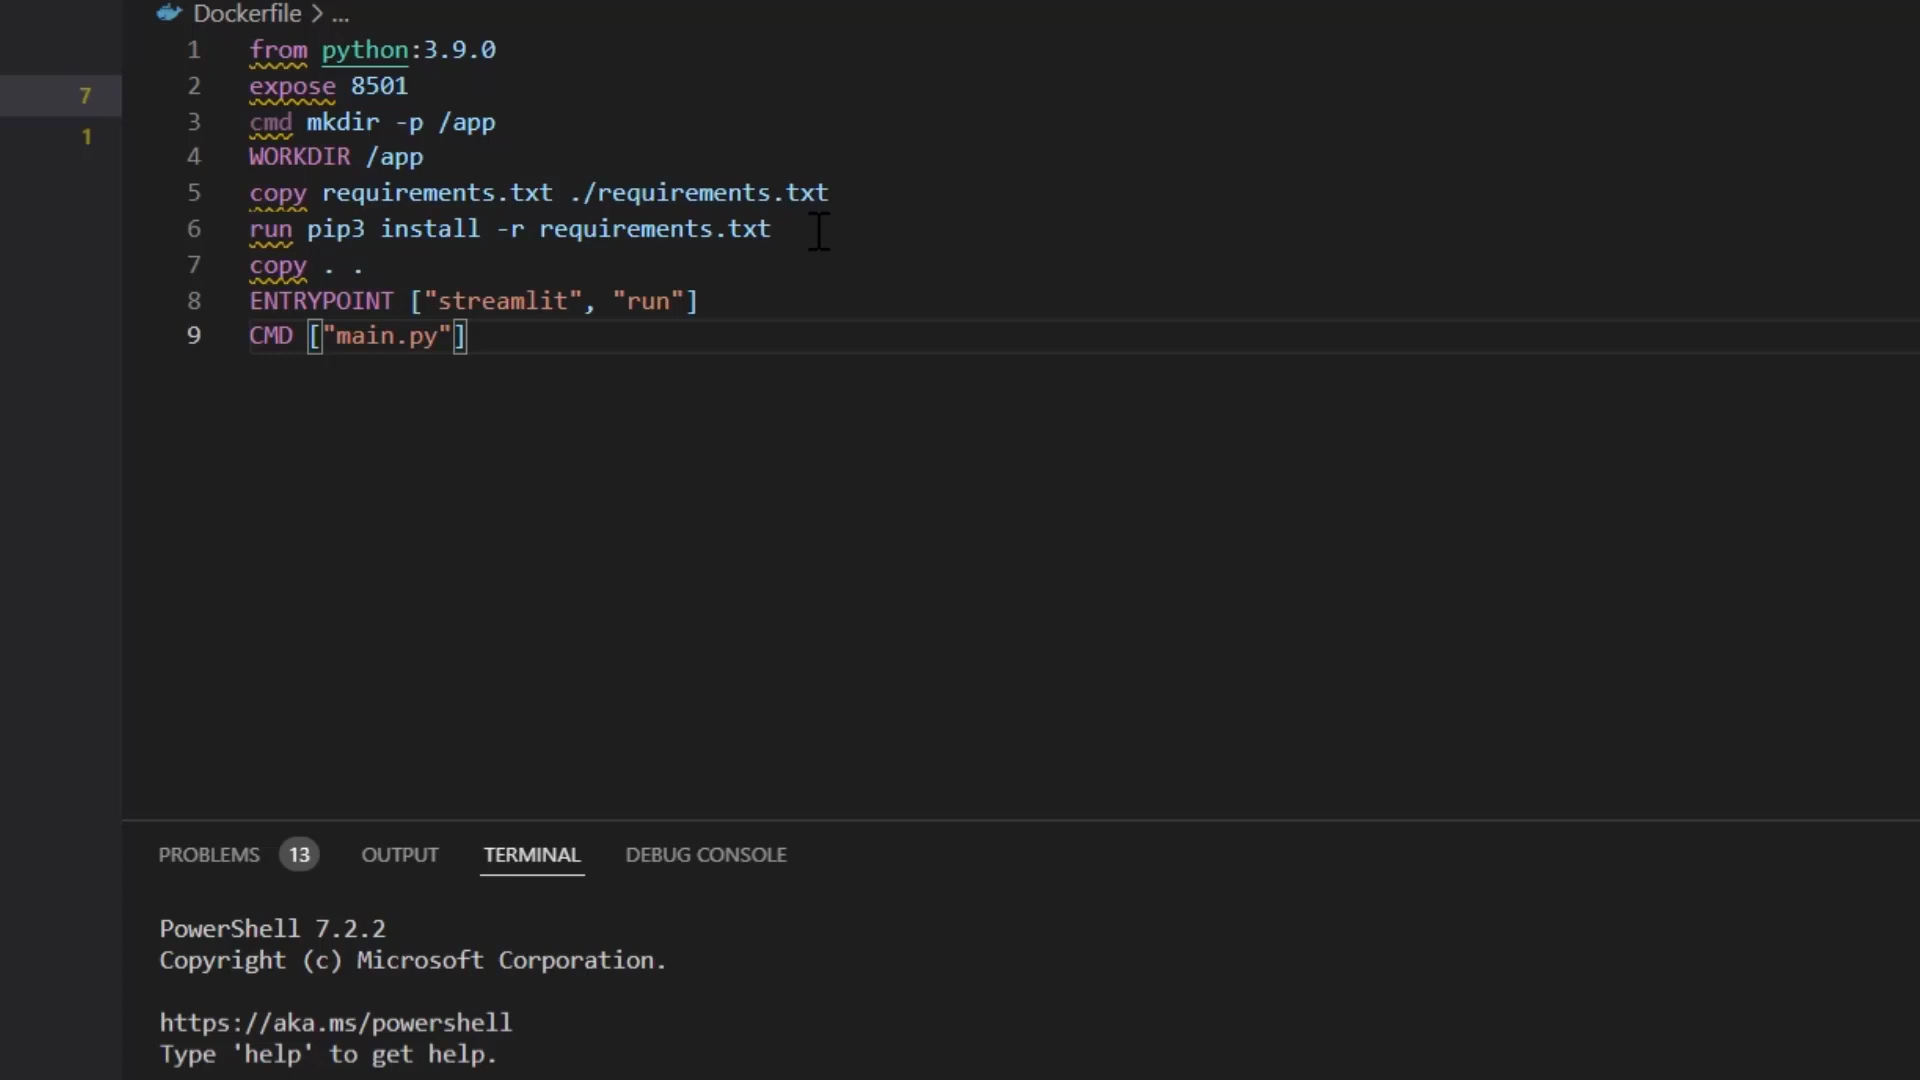 Dockerfile > ...
1 from python:3.9.0
7
2 expose 8501
1
3 cmd mkdir -p /app
4 WORKDIR /app
5 copy requirements.txt ./requirements.txt
6 run pip3 install -r requirements.txt
7 copy . .
8 ENTRYPOINT ["streamlit", "run"]
9 CMD ["main.py"]
PROBLEMS 13 OUTPUT TERMINAL DEBUG CONSOLE
PowerShell 7.2.2
Copyright (c) Microsoft Corporation.
https://aka.ms/powershell
Type 'help' to get help.